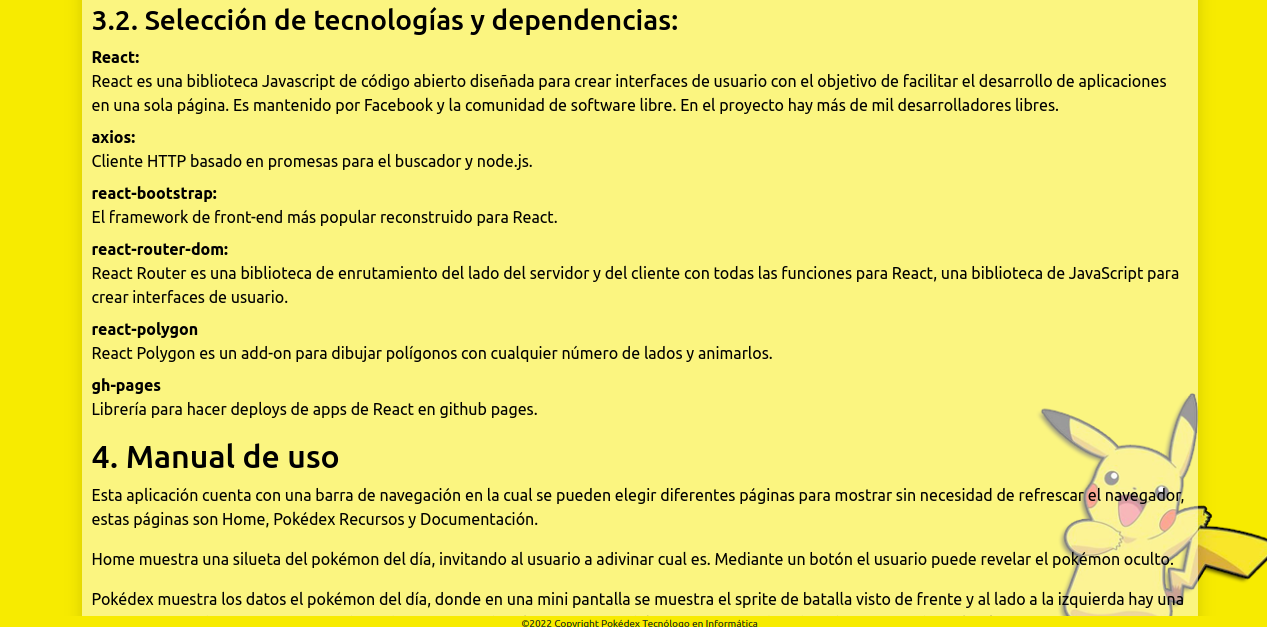 3.2. Selección de tecnologías y dependencias:
React:
React es una biblioteca Javascript de código abierto diseñada para crear interfaces de usuario con el objetivo de facilitar el desarrollo de aplicaciones
en una sola página. Es mantenido por Facebook y la comunidad de software libre. En el proyecto hay más de mil desarrolladores libres.
axios:
Cliente HTTP basado en promesas para el buscador y node.js.
react-bootstrap:
El framework de front-end más popular reconstruido para React.
react-router-dom:
React Router es una biblioteca de enrutamiento del lado del servidor y del cliente con todas las funciones para React, una biblioteca de JavaScript para
crear interfaces de usuario.
react-polygon
React Polygon es un add-on para dibujar polígonos con cualquier número de lados y animarlos.
gh-pages
Librería para hacer deploys de apps de React en github pages.
4. Manual de uso
Esta aplicación cuenta con una barra de navegación en la cual se pueden elegir diferentes páginas para mostrar sin necesidad de refrescar el navegador,
estas páginas son Home, Pokédex Recursos y Documentación.
Home muestra una silueta del pokémon del día, invitando al usuario a adivinar cual es. Mediante un botón el usuario puede revelar el pokémon oculto.
Pokédex muestra los datos el pokémon del día, donde en una mini pantalla se muestra el sprite de batalla visto de frente y al lado a la izquierda hay una
©2022 Copyright Pokédex Tecnólogo en Informática